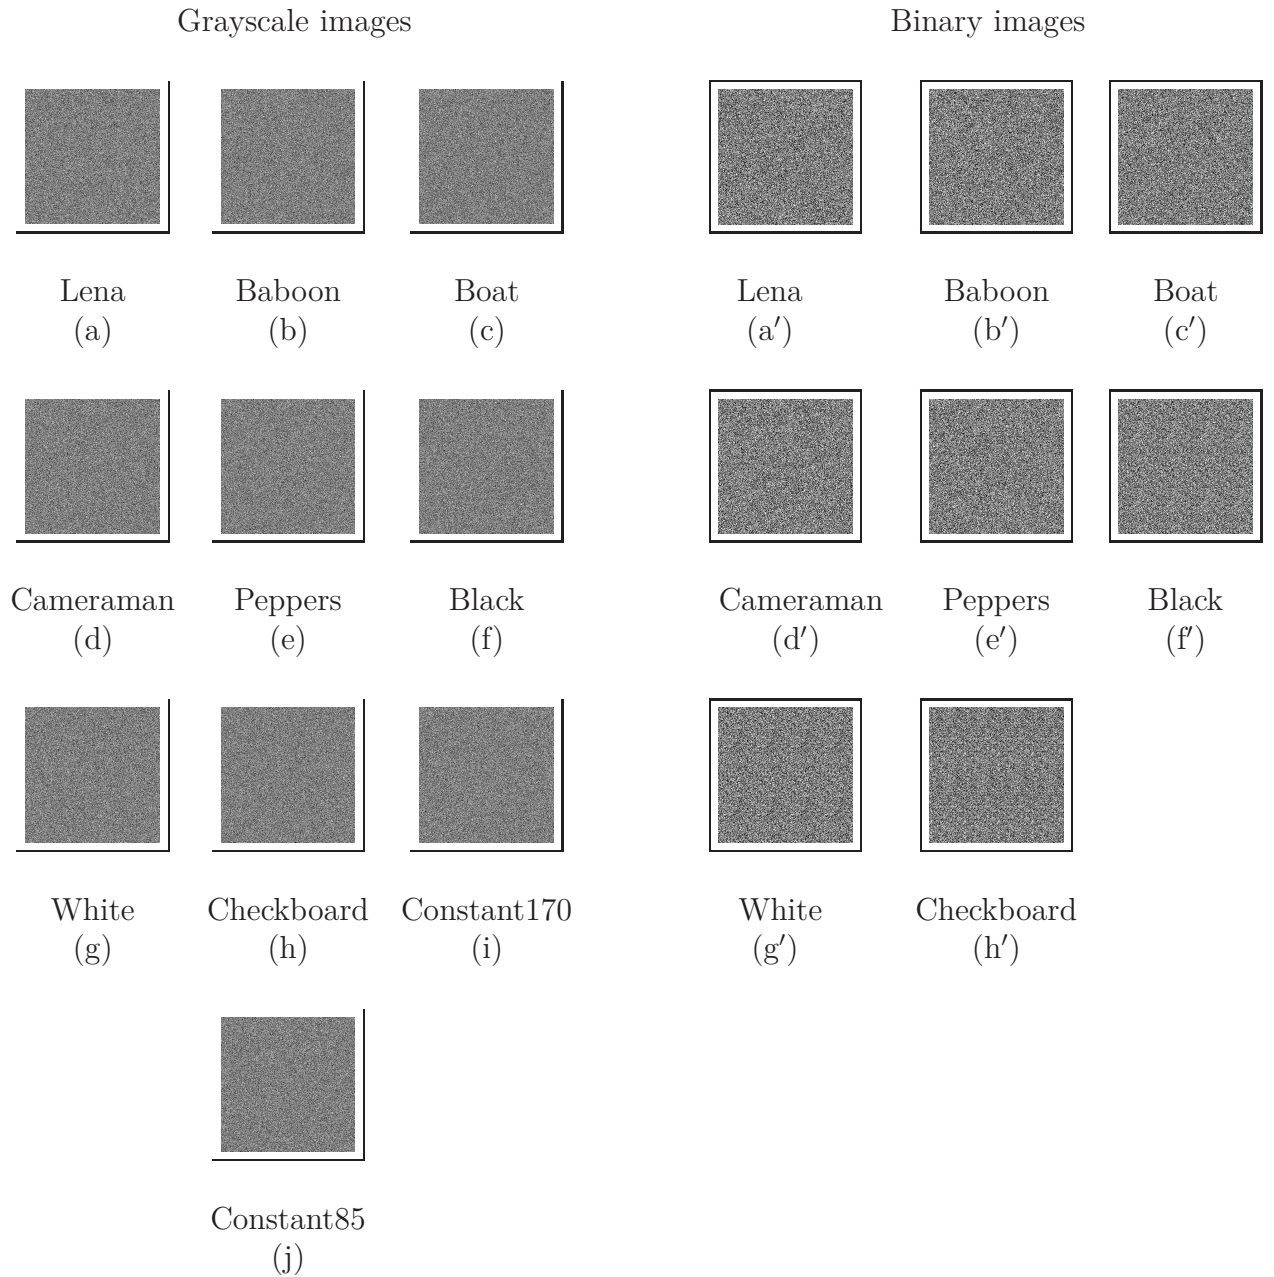 Grayscale images
Binary images
Lena
Baboon
Boat
Lena
Baboon
Boat
(a)
(b)
(c)
(a′)
(b′)
(c′)
Cameraman
Peppers
Black
Cameraman
Peppers
Black
(d)
(e)
(f)
(d′)
(e′)
(f′)
White
Checkboard
Constant170
White
Checkboard
(g)
(h)
(i)
(g′)
(h′)
Constant85
(j)